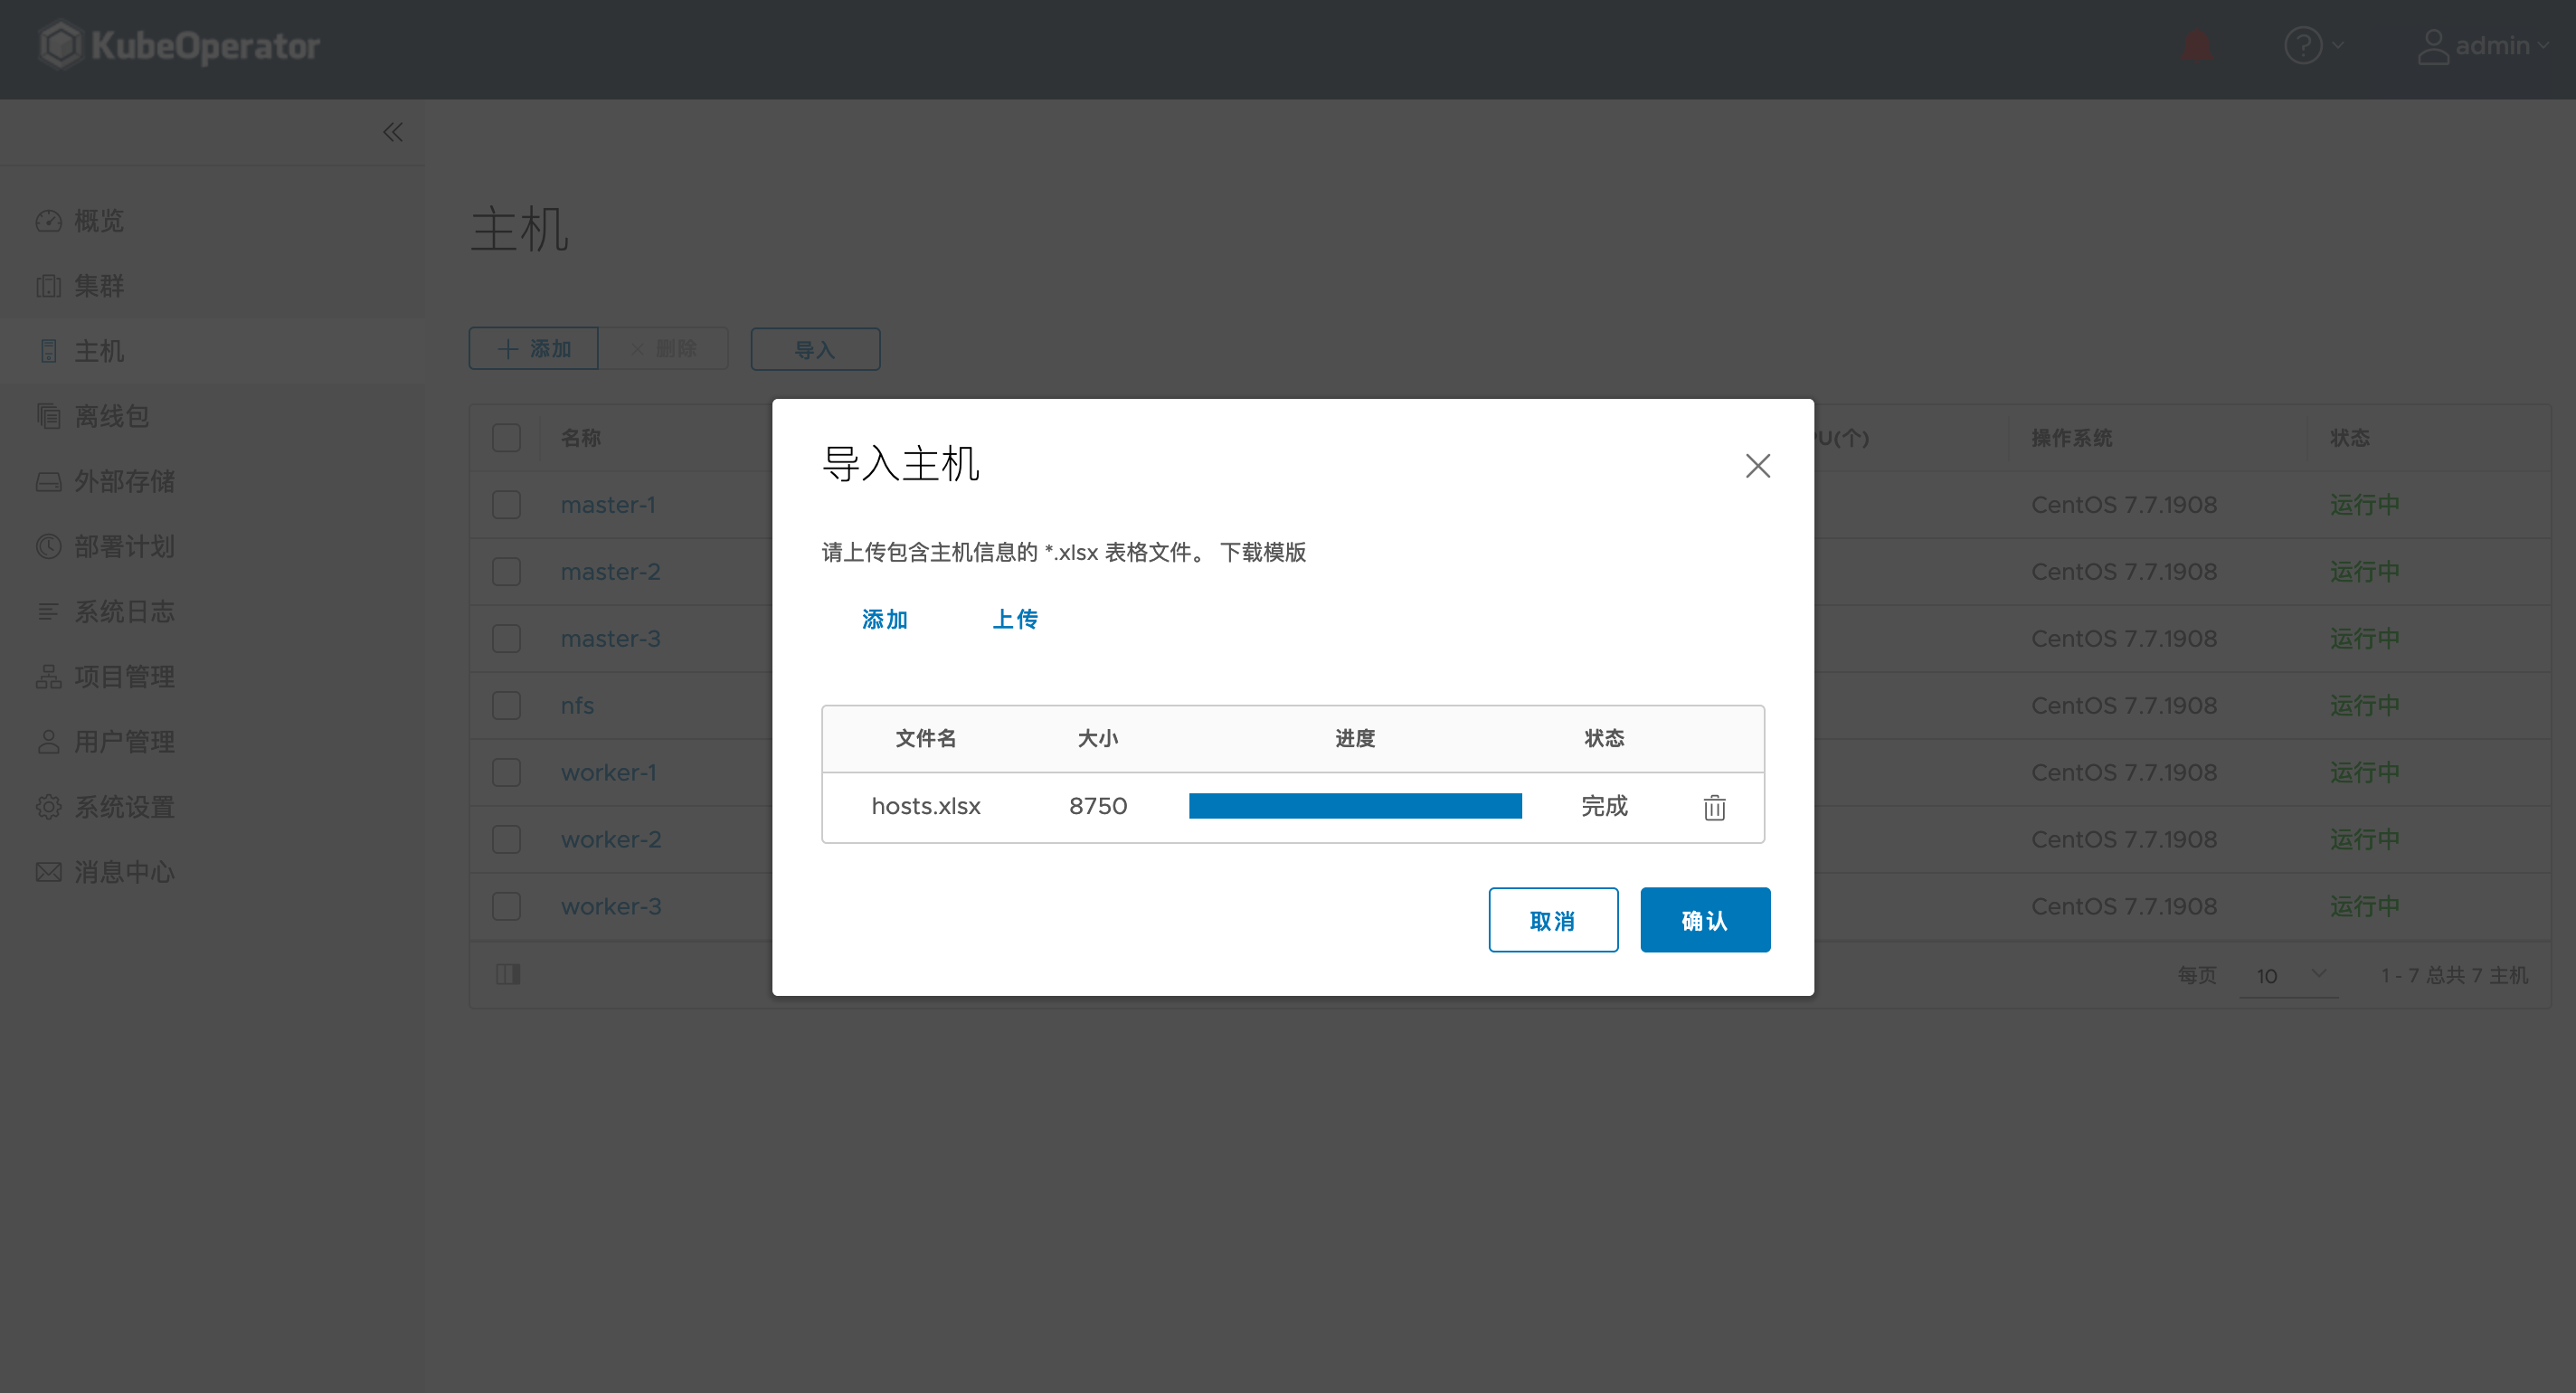 KubeOperator
admin
概览
集群
主机
离线包
外部存储
部署计划
系统日志
项目管理
用户管理
系统设置
消息中心
主机
添加 删除 导入
名称 PU(个) 操作系统 状态
master-1 CentOS 7.7.1908 运行中
master-2 CentOS 7.7.1908 运行中
master-3 CentOS 7.7.1908 运行中
nfs CentOS 7.7.1908 运行中
worker-1 CentOS 7.7.1908 运行中
worker-2 CentOS 7.7.1908 运行中
worker-3 CentOS 7.7.1908 运行中
每页 10 1 - 7 总共 7 主机
导入主机
请上传包含主机信息的 *.xlsx 表格文件。 下载模版
添加 上传
文件名 大小 进度 状态
hosts.xlsx 8750 完成
取消 确认